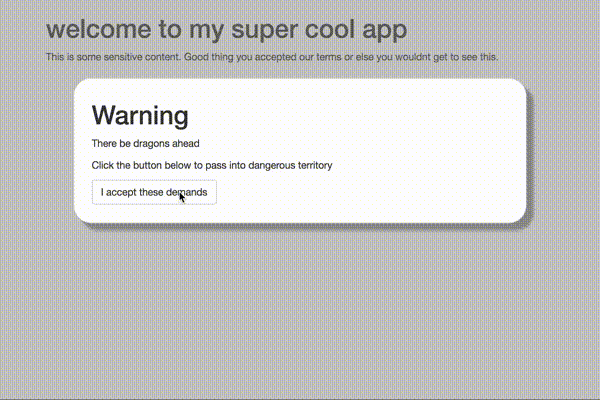 welcome to my super cool app
This is some sensitive content. Good thing you accepted our terms or else you wouldnt get to see this.
Warning
There be dragons ahead
Click the button below to pass into dangerous territory
I accept these demands